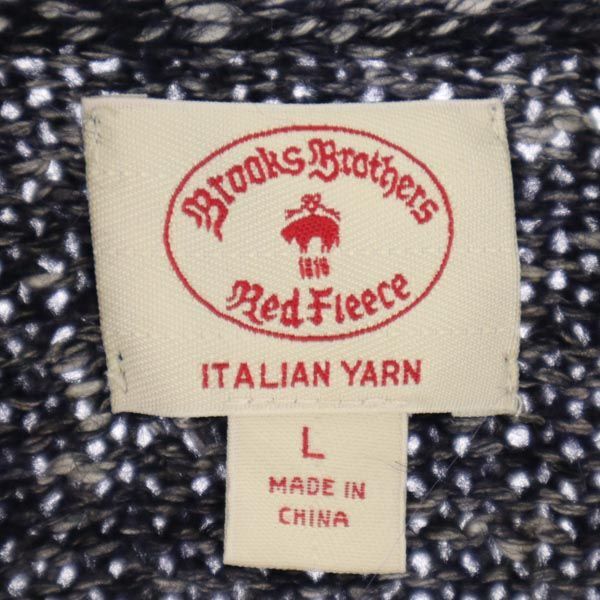 Brooks Brothers
1818
Red Fleece
ITALIAN YARN
L
MADE IN
CHINA